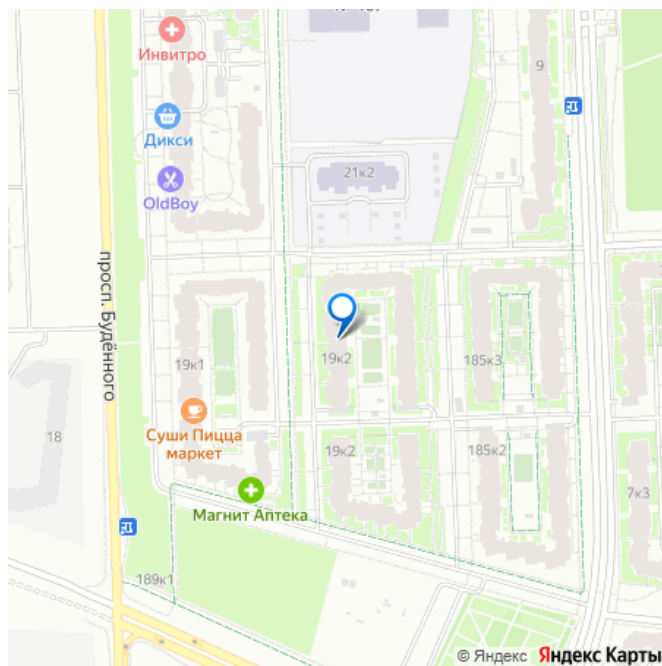 Инвитро
9
Дикси
21к2
OldBoy
просп. Будённого
19к1
19к2
185к3
18
Суши Пицца
маркет
19к2
185к2
7к3
Магнит Аптека
189к1
© Яндекс Яндекс Карты